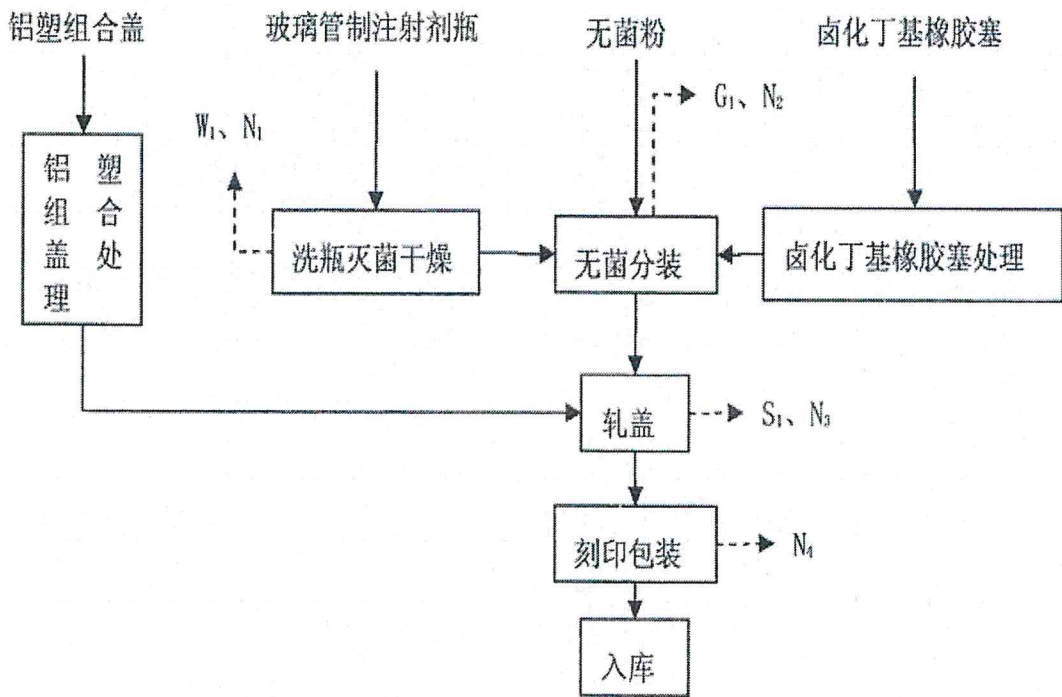 铝塑组合盖
玻璃管制注射剂瓶
无菌粉
卤化丁基橡胶塞
G₁、N₂
W₁、N₁
铝塑
组合
盖处
理
洗瓶灭菌干燥
无菌分装
卤化丁基橡胶塞处理
轧盖
S₁、N₃
刻印包装
N₄
入库